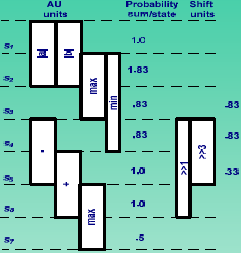 AU units
Probability sum/state
Shift units
s1
|a|
|b|
1.0
s2
max
min
1.83
s3
.83
.83
s4
-
.83
.83
s5
+
>>1
>>3
1.0
.33
s6
max
1.0
s7
.5